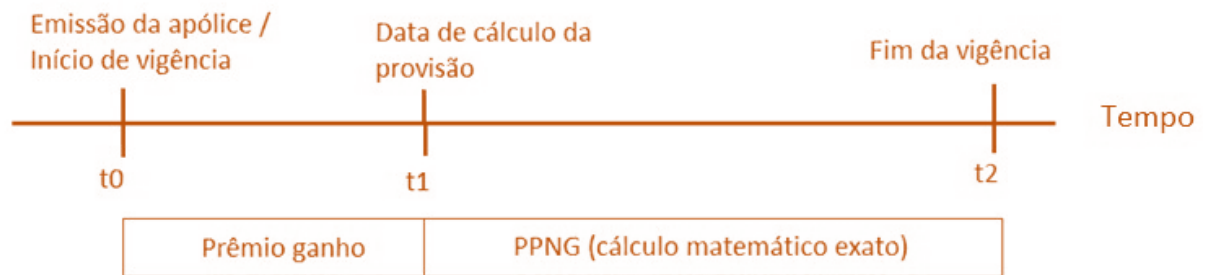 Emissão da apólice /
Início de vigência
Data de cálculo da
provisão
Fim da vigência
Tempo
t0
t1
t2
Prêmio ganho
PPNG (cálculo matemático exato)